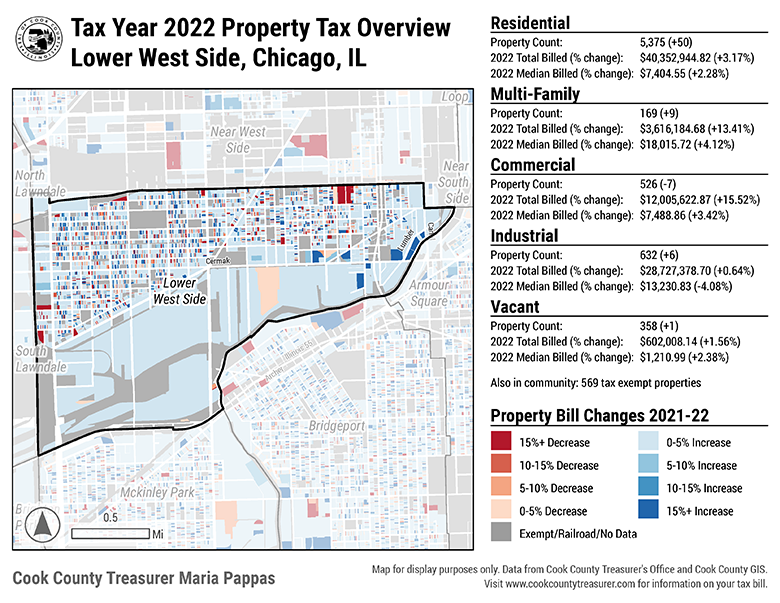 Tax Year 2022 Property Tax Overview
Lower West Side, Chicago, IL
Residential
Property Count: 5,375 (+50)
2022 Total Billed (% change): $40,352,944.82 (+3.17%)
2022 Median Billed (% change): $7,404.55 (+2.28%)
Multi-Family
Property Count: 169 (+9)
2022 Total Billed (% change): $3,616,184.68 (+13.41%)
2022 Median Billed (% change): $18,015.72 (+4.12%)
Commercial
Property Count: 526 (-7)
2022 Total Billed (% change): $12,005,622.87 (+15.52%)
2022 Median Billed (% change): $7,488.86 (+3.42%)
Industrial
Property Count: 632 (+6)
2022 Total Billed (% change): $28,727,378.70 (+0.64%)
2022 Median Billed (% change): $13,230.83 (-4.08%)
Vacant
Property Count: 358 (+1)
2022 Total Billed (% change): $602,008.14 (+1.56%)
2022 Median Billed (% change): $1,210.99 (+2.38%)
Also in community: 569 tax exempt properties
Property Bill Changes 2021-22
15%+ Decrease
10-15% Decrease
5-10% Decrease
0-5% Decrease
0-5% Increase
5-10% Increase
10-15% Increase
15%+ Increase
Exempt/Railroad/No Data
Loop
Near West
Side
North
Lawndale
Near
South
Side
Lumber
Cermak
Lower
West Side
Armour
Square
South
Lawndale
Archer
Bridgeport
Mckinley Park
0.5
Mi
Cook County Treasurer Maria Pappas
Map for display purposes only. Data from Cook County Treasurer's Office and Cook County GIS.
Visit www.cookcountytreasurer.com for information on your tax bill.